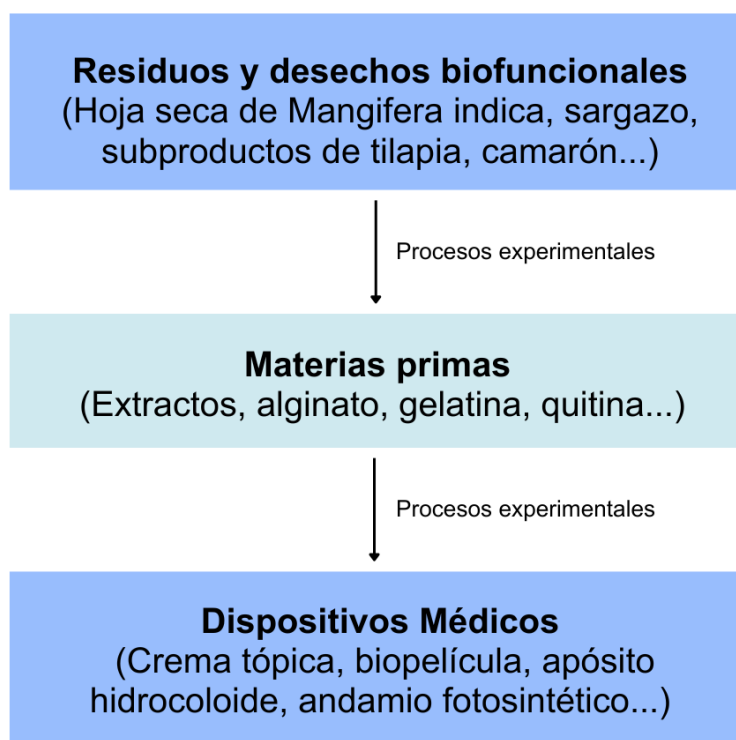 Residuos y desechos biofuncionales
(Hoja seca de Mangifera indica, sargazo,
subproductos de tilapia, camarón...)
Procesos experimentales
Materias primas
(Extractos, alginato, gelatina, quitina...)
Procesos experimentales
Dispositivos Médicos
(Crema tópica, biopelícula, apósito
hidrocoloide, andamio fotosintético...)